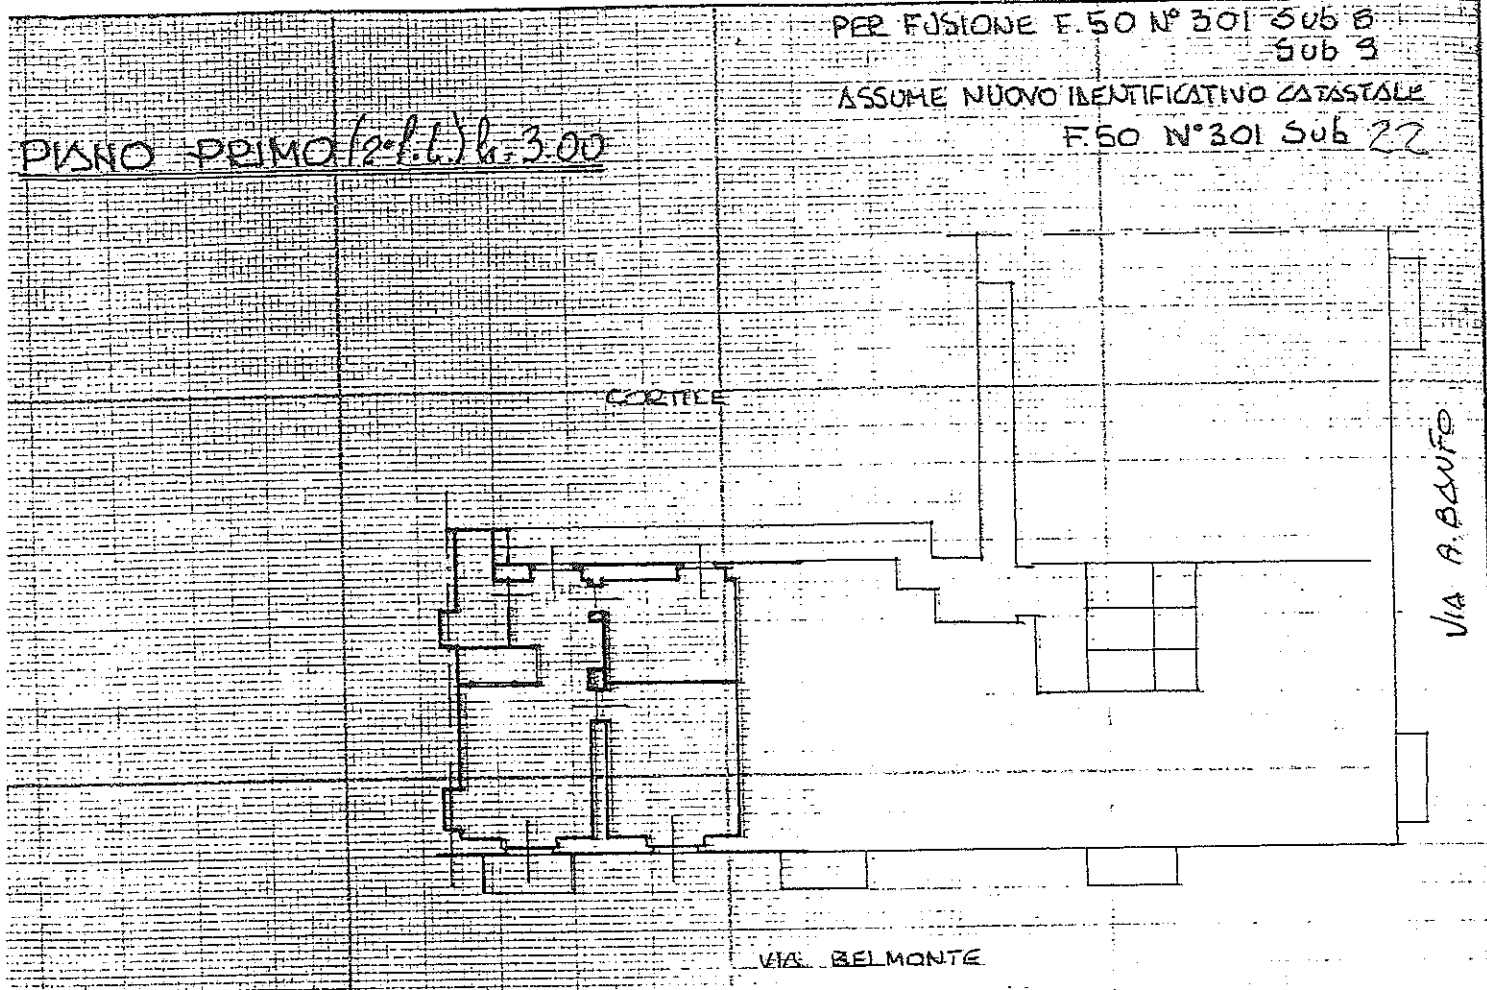 PER FUSIONE F.50 N° 301 Sub 8
Sub 9
ASSUME NUOVO IDENTIFICATIVO CATASTALE
F.50 N°301 Sub 22
PIANO PRIMO (2° f.t.) h=3.00
CORTILE
VIA A. BANFO
VIA BELMONTE